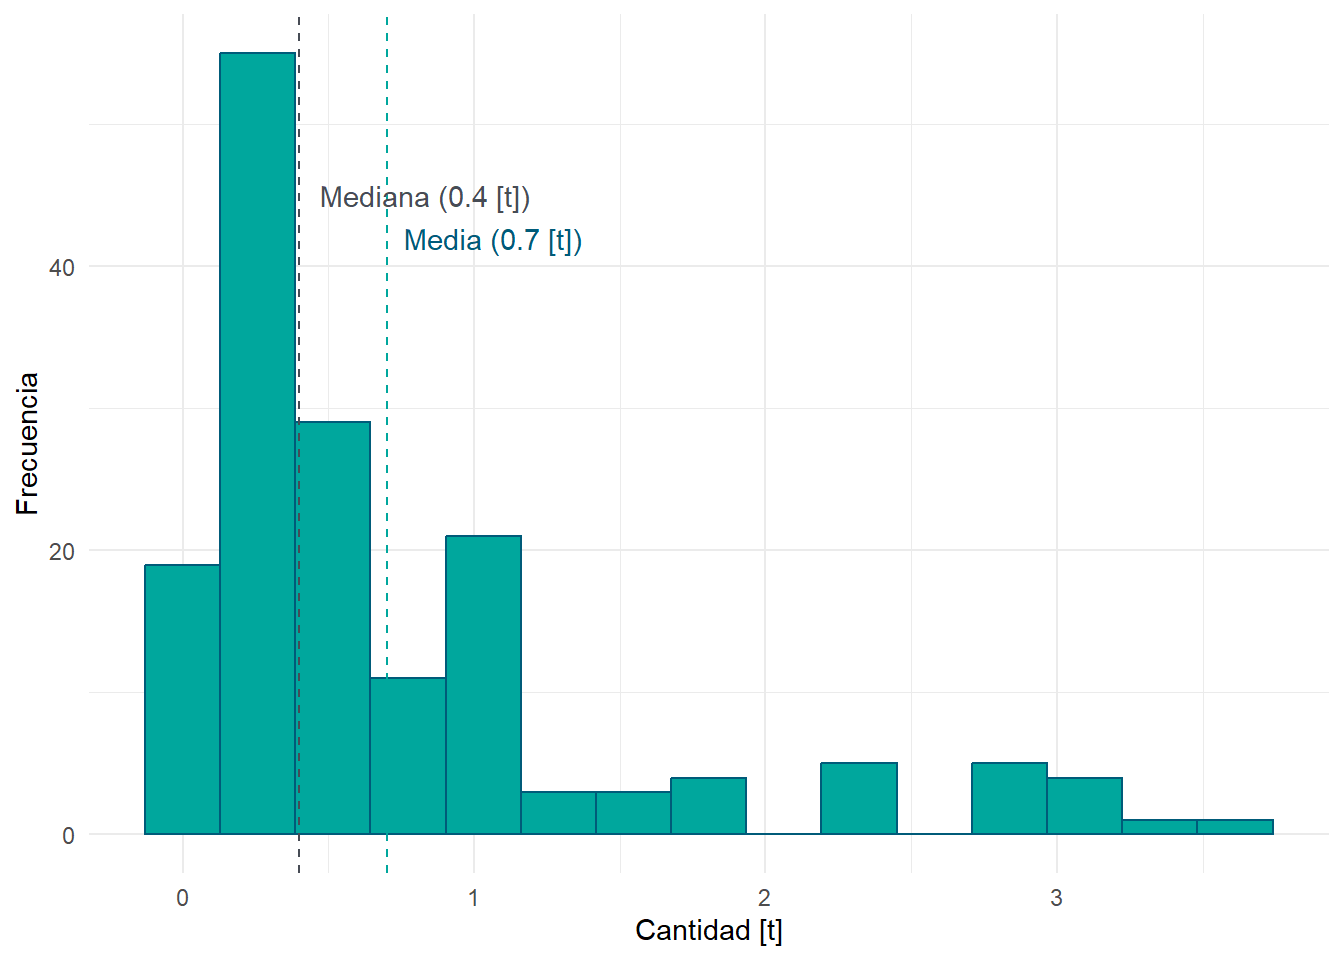 Mediana (0.4 [t])
Media (0.7 [t])
40
20
0
Frecuencia
0 1 2 3
Cantidad [t]